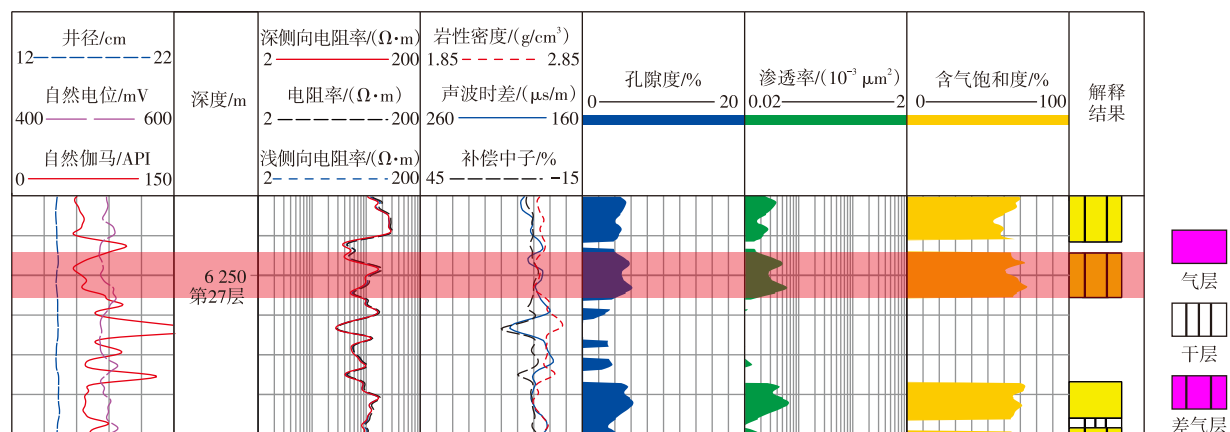 井径/cm
12 22
自然电位/mV
400 600
自然伽马/API
0 150
深度/m
深侧向电阻率/(Ω·m)
2 200
电阻率/(Ω·m)
2 200
浅侧向电阻率/(Ω·m)
2 200
岩性密度/(g/cm³)
1.85 2.85
声波时差/(μs/m)
260 160
补偿中子/%
45 −15
孔隙度/%
0 20
渗透率/(10⁻³ μm²)
0.02 2
含气饱和度/%
0 100
解释
结果
6 250
第27层
气层
干层
差气层